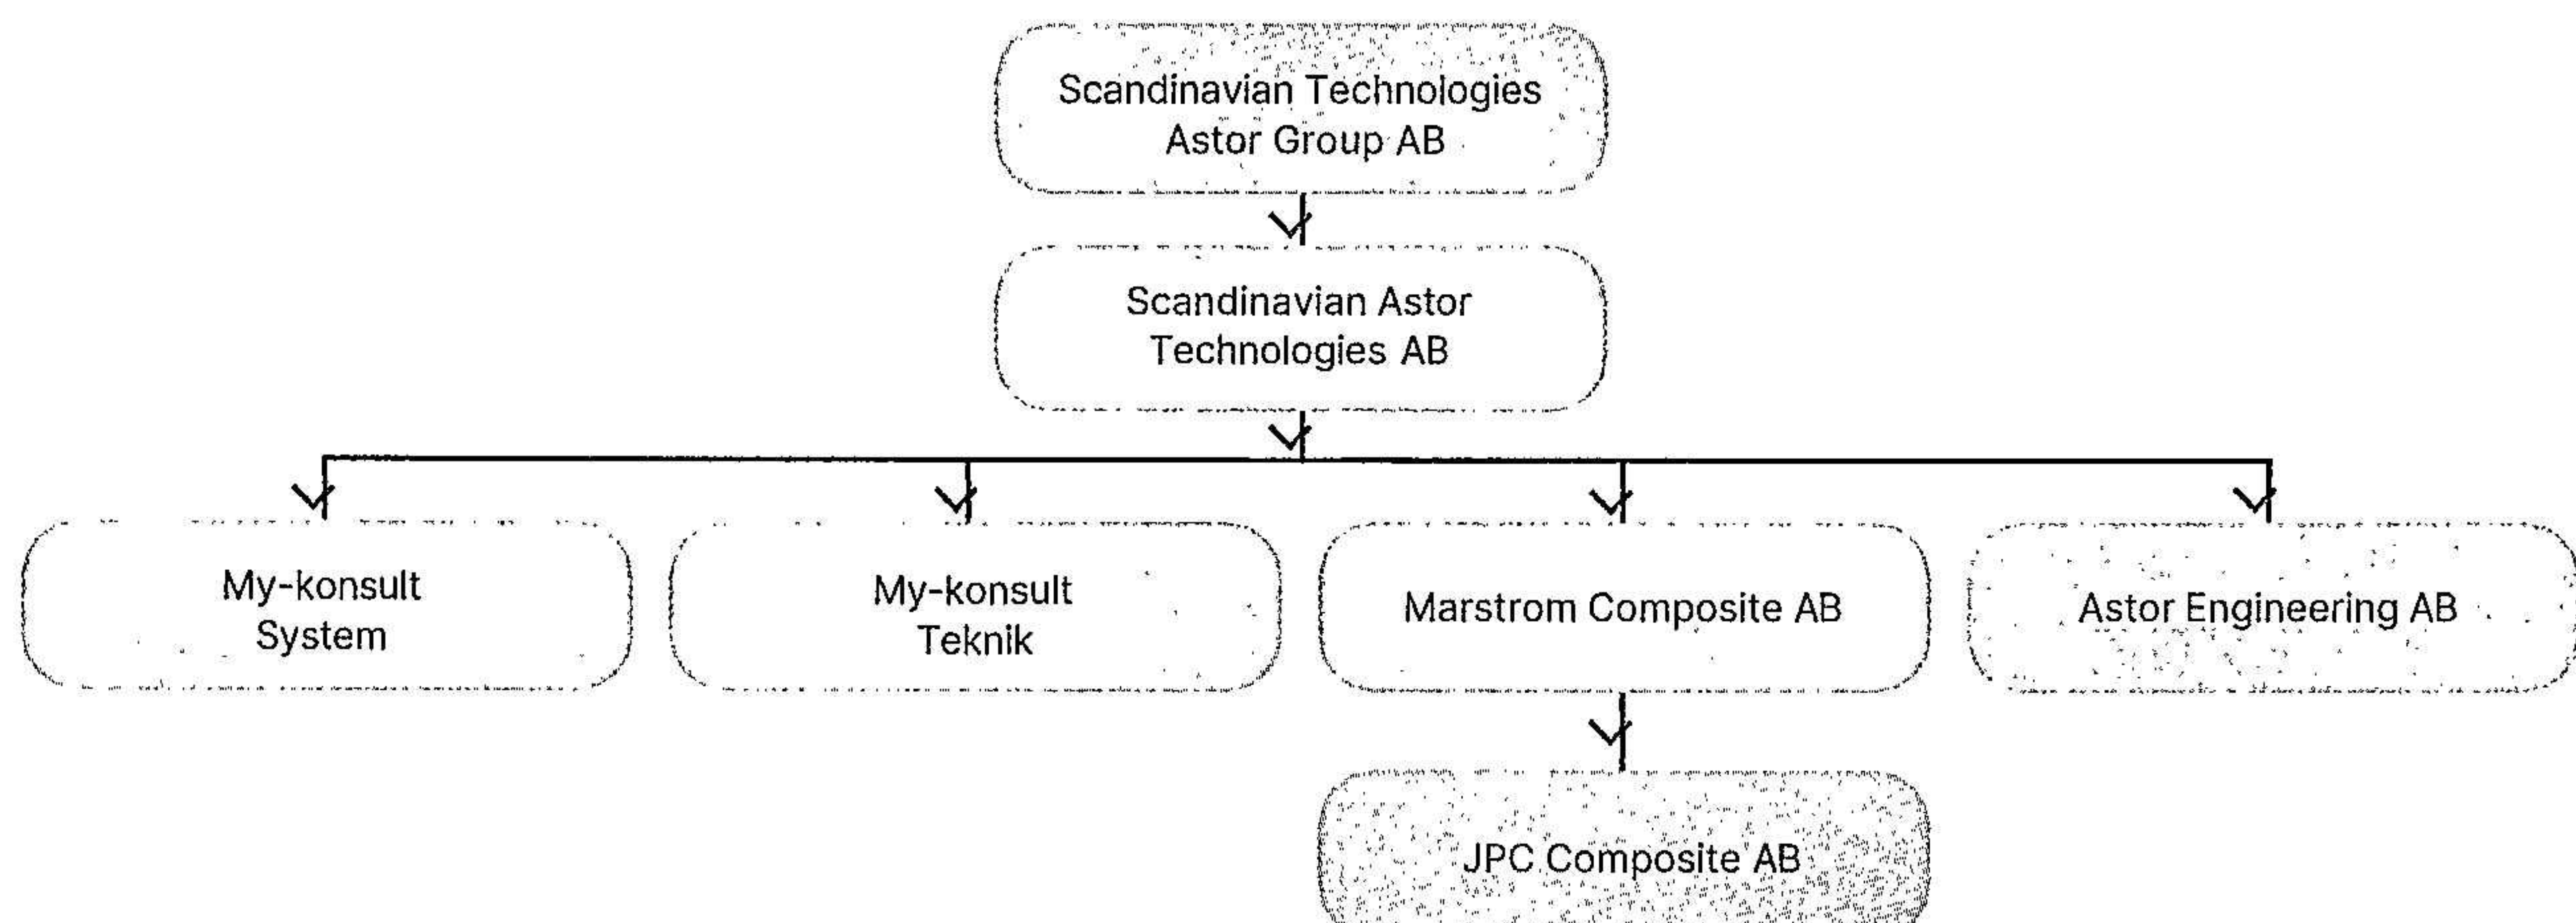 Scandinavian Technologies
Astor Group AB
Scandinavian Astor
Technologies AB
My-konsult
System
My-konsult
Teknik
Marstrom Composite AB
Astor Engineering AB
JPC Composite AB